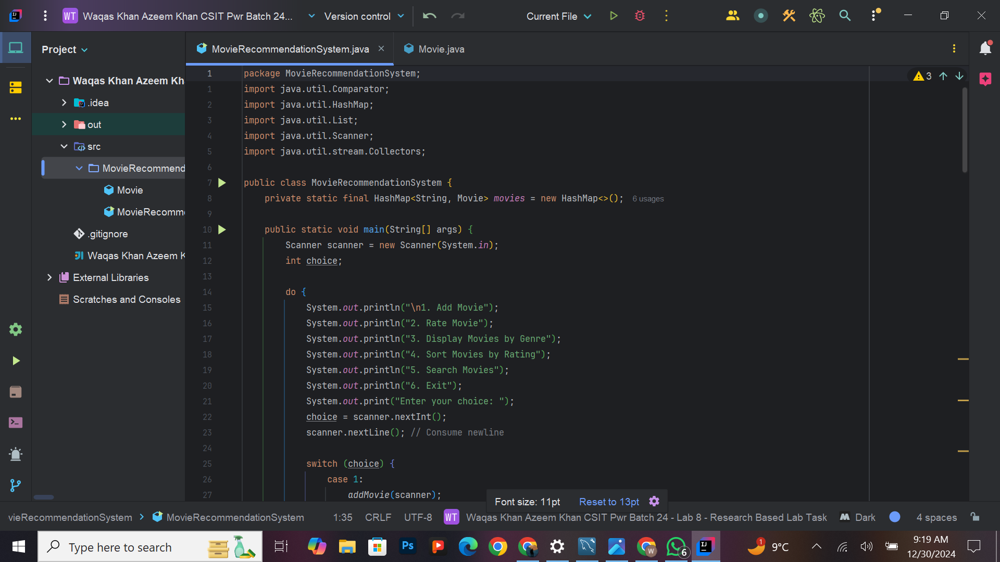 WT Waqas Khan Azeem Khan CSIT Pwr Batch 24... Version control Current File
Project
MovieRecommendationSystem.java
Movie.java
Waqas Khan Azeem Kh
.idea
out
src
MovieRecommend
Movie
MovieRecomm
.gitignore
Waqas Khan Azeem K
External Libraries
Scratches and Consoles
3
1 package MovieRecommendationSystem;
1 import java.util.Comparator;
2 import java.util.HashMap;
3 import java.util.List;
4 import java.util.Scanner;
5 import java.util.stream.Collectors;
6
7 public class MovieRecommendationSystem {
8 private static final HashMap<String, Movie> movies = new HashMap<>(); 6 usages
9
10 public static void main(String[] args) {
11 Scanner scanner = new Scanner(System.in);
12 int choice;
13
14 do {
15 System.out.println("\n1. Add Movie");
16 System.out.println("2. Rate Movie");
17 System.out.println("3. Display Movies by Genre");
18 System.out.println("4. Sort Movies by Rating");
19 System.out.println("5. Search Movies");
20 System.out.println("6. Exit");
21 System.out.print("Enter your choice: ");
22 choice = scanner.nextInt();
23 scanner.nextLine(); // Consume newline
24
25 switch (choice) {
26 case 1:
27 addMovie(scanner);
Font size: 11pt Reset to 13pt
vieRecommendationSystem MovieRecommendationSystem 1:35 CRLF UTF-8 WT Waqas Khan Azeem Khan CSIT Pwr Batch 24 - Lab 8 - Research Based Lab Task Dark 4 spaces
Type here to search
Ps
W
6
IJ
1
9°C
9:19 AM
12/30/2024